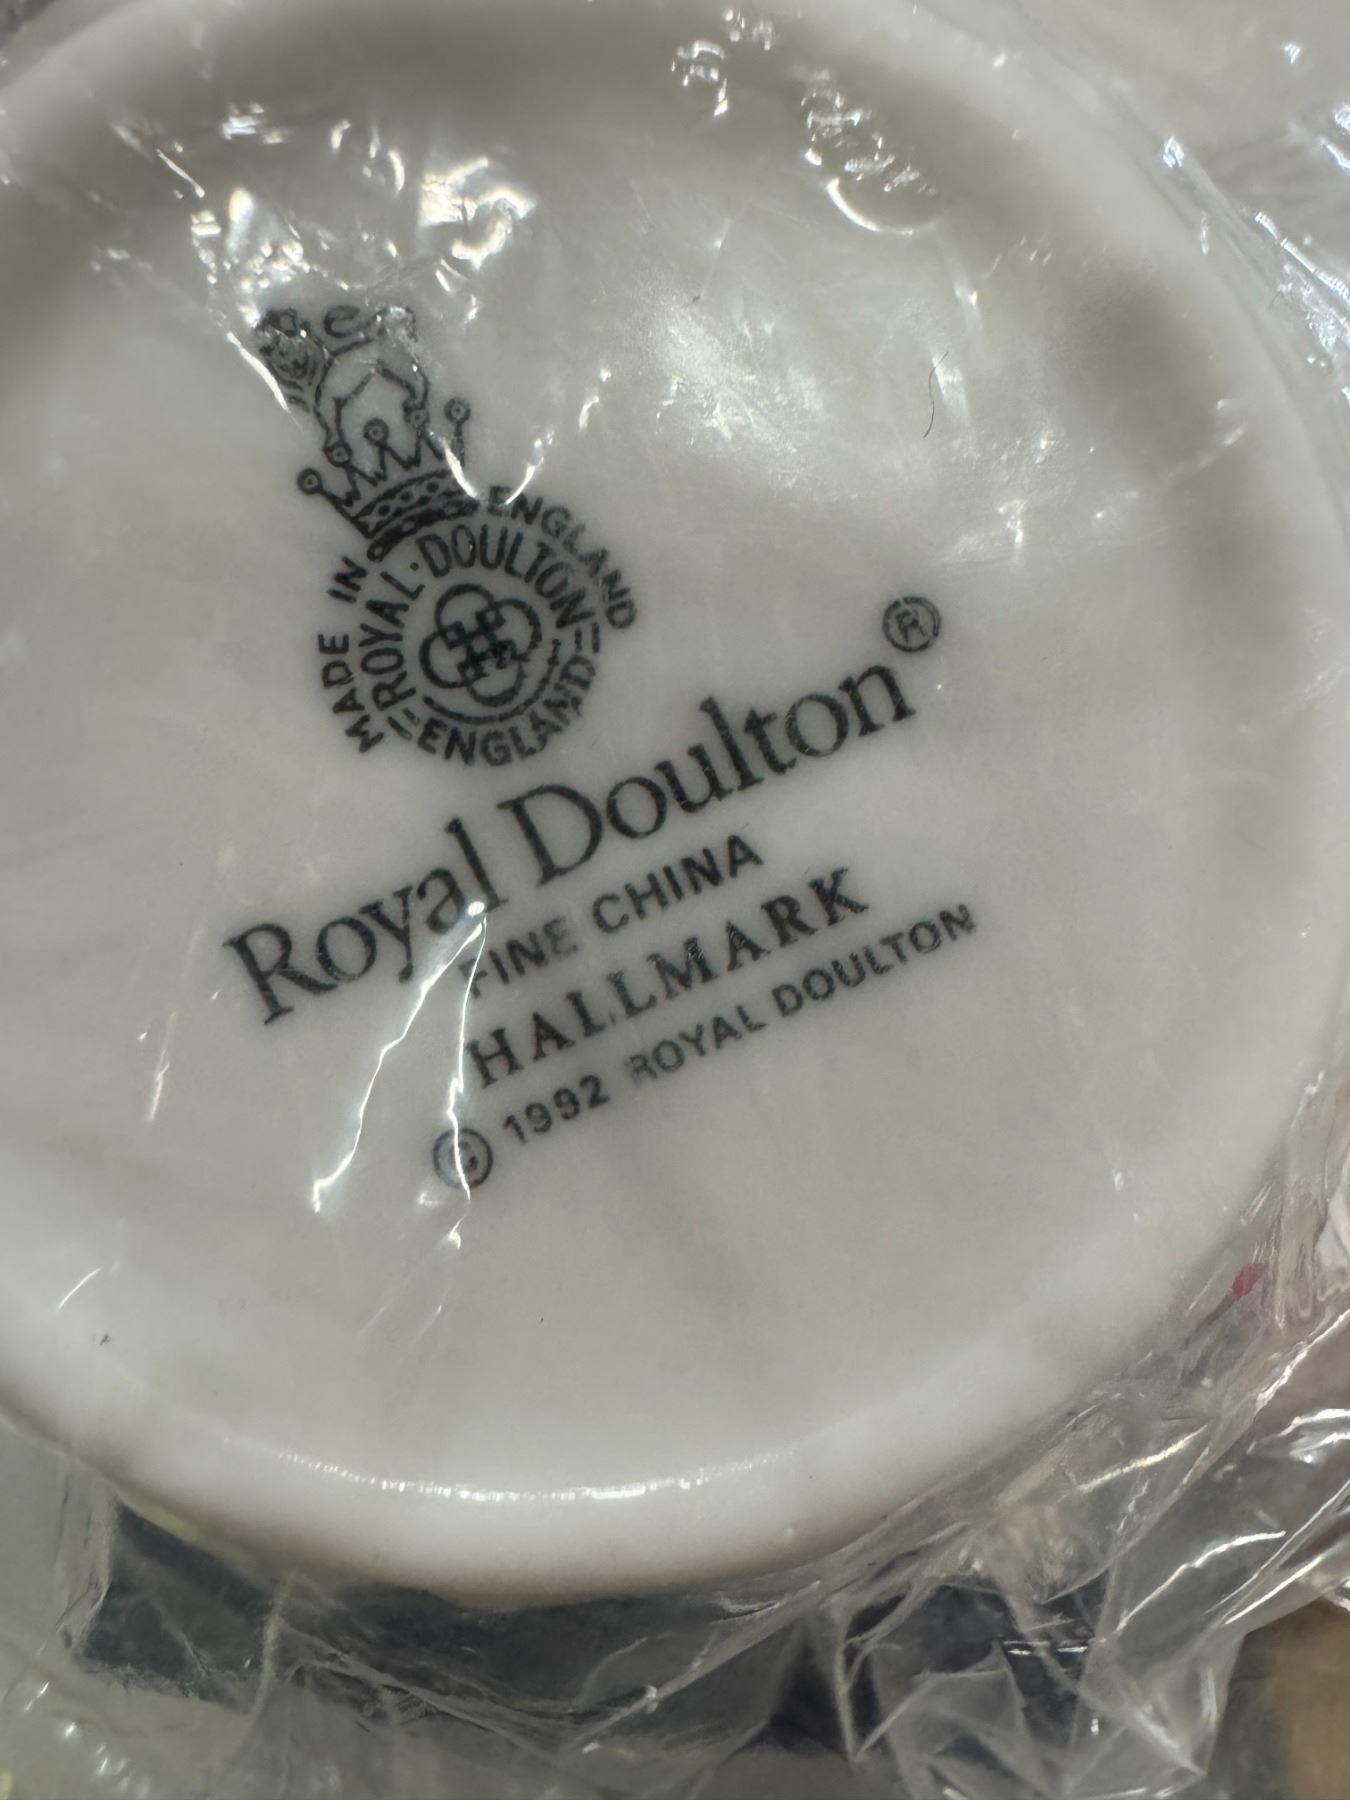 MADE IN ENGLAND
ROYAL·DOULTON
ENGLAND
Royal Doulton®
FINE CHINA
HALLMARK
© 1992 ROYAL DOULTON